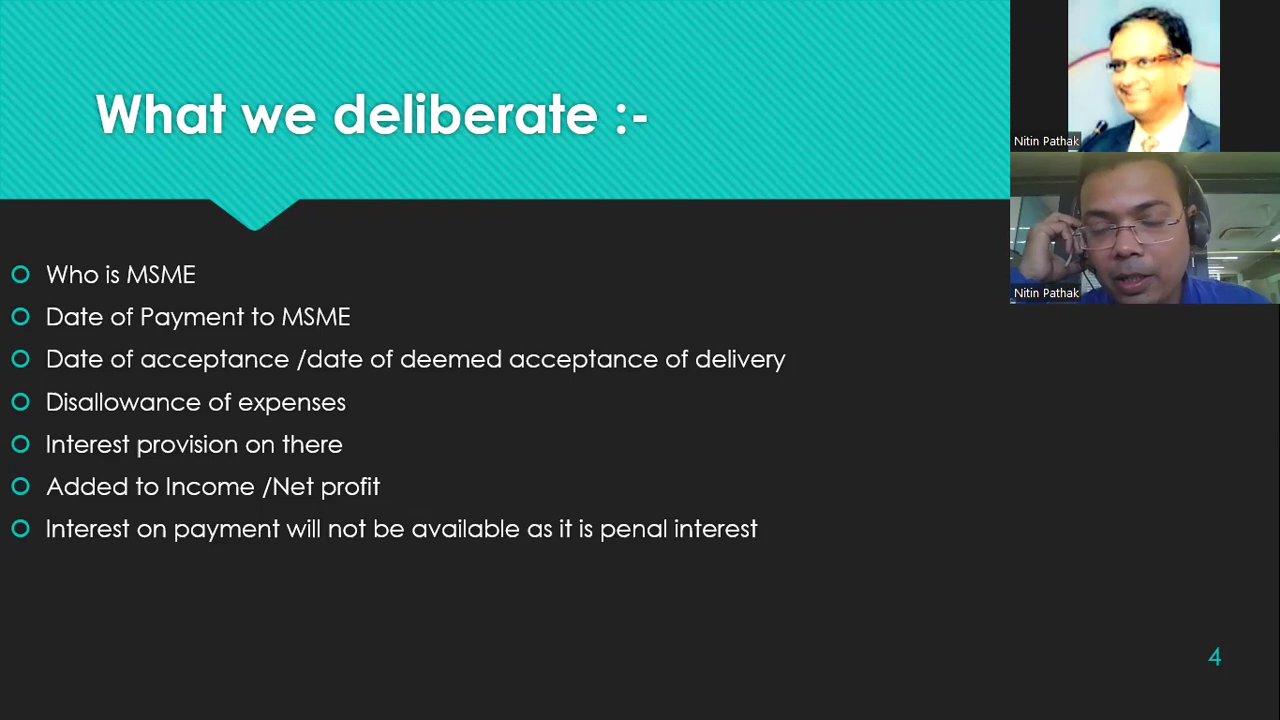 What we deliberate :-
Nitin Pathak
Nitin Pathak
Who is MSME
Date of Payment to MSME
Date of acceptance /date of deemed acceptance of delivery
Disallowance of expenses
Interest provision on there
Added to Income /Net profit
Interest on payment will not be available as it is penal interest
4